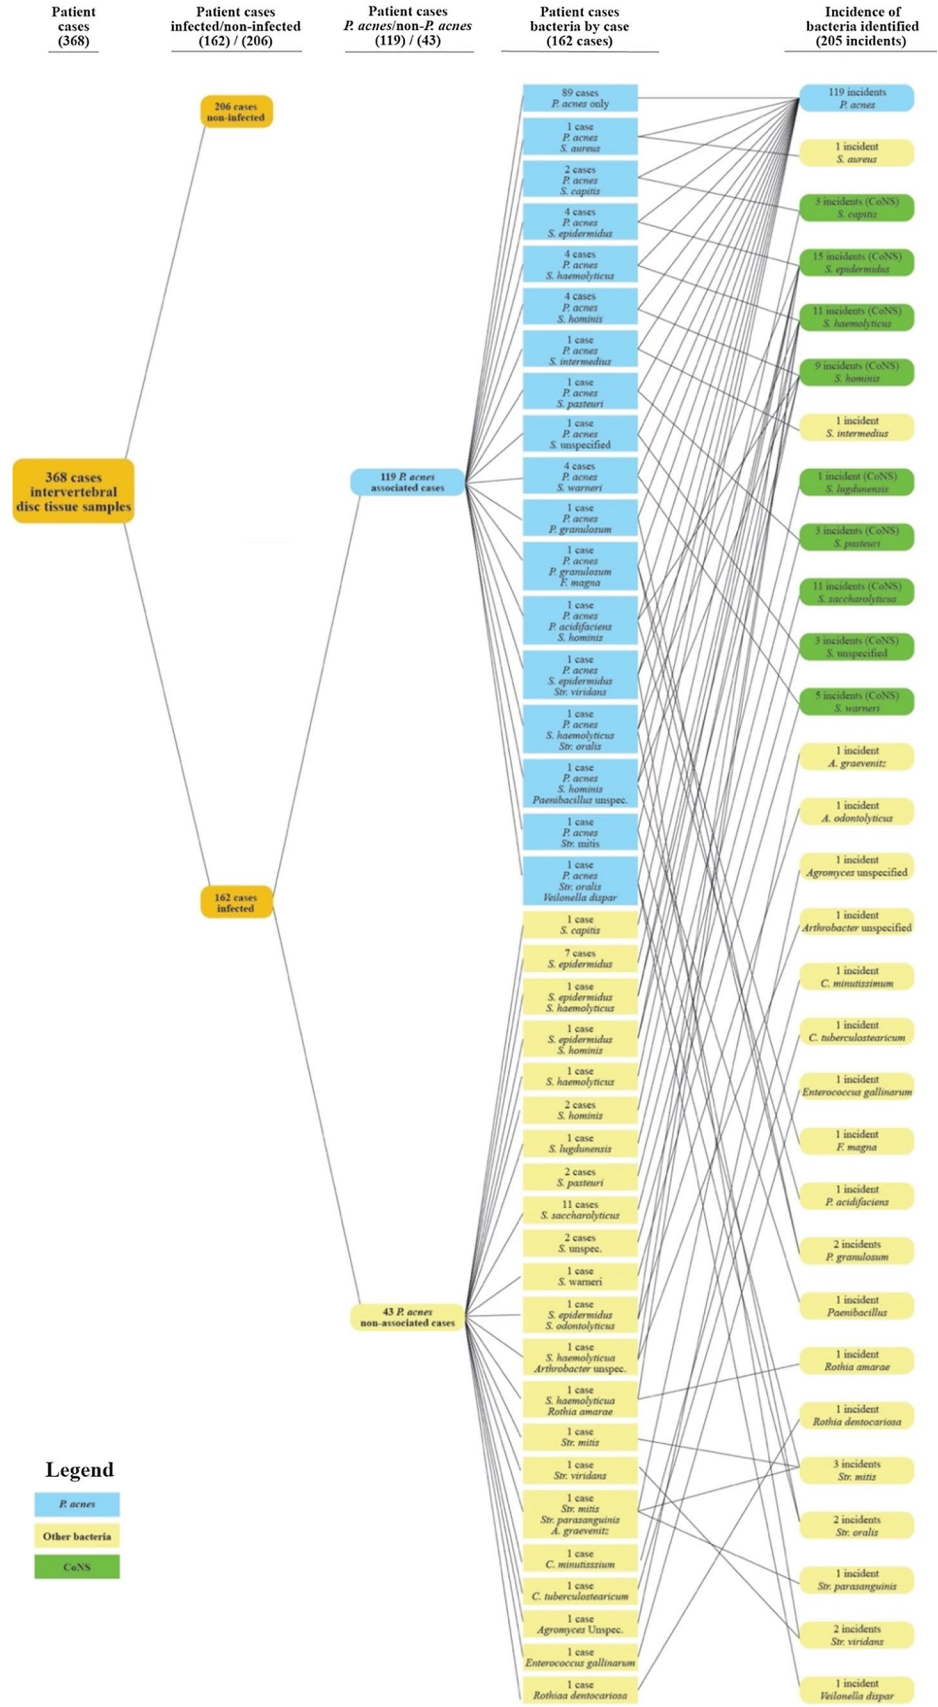 Patient
cases
(368)
Patient cases
infected/non-infected
(162) / (206)
Patient cases
P. acnes/non-P. acnes
(119) / (43)
Patient cases
bacteria by case
(162 cases)
Incidence of
bacteria identified
(205 incidents)
368 cases
intervertebral
disc tissue samples
206 cases
non-infected
162 cases
infected
119 P. acnes
associated cases
43 P. acnes
non-associated cases
89 cases
P. acnes only
1 case
P. acnes
S. aureus
2 cases
P. acnes
S. capitis
4 cases
P. acnes
S. epidermidus
4 cases
P. acnes
S. haemolyticus
4 cases
P. acnes
S. hominis
1 case
P. acnes
S. intermedius
1 case
P. acnes
S. pasteuri
1 case
P. acnes
S. unspecified
4 cases
P. acnes
S. warneri
1 case
P. acnes
P. granulosum
1 case
P. acnes
P. granulosum
F. magna
1 case
P. acnes
P. acidifaciens
S. hominis
1 case
P. acnes
S. epidermidus
Str. viridans
1 case
P. acnes
S. haemolyticus
Str. oralis
1 case
P. acnes
S. hominis
Paenibacillus unspec.
1 case
P. acnes
Str. mitis
1 case
P. acnes
Str. oralis
Veilonella dispar
1 case
S. capitis
7 cases
S. epidermidus
1 case
S. epidermidus
S. haemolyticus
1 case
S. epidermidus
S. hominis
1 case
S. haemolyticus
2 cases
S. hominis
1 case
S. lugdunensis
2 cases
S. pasteuri
11 cases
S. saccharolyticus
2 cases
S. unspec.
1 case
S. warneri
1 case
S. epidermidus
S. odontolyticus
1 case
S. haemolyticua
Arthrobacter unspec.
1 case
S. haemolyticua
Rothia amarae
1 case
Str. mitis
1 case
Str. viridans
1 case
Str. mitis
Str. parasanguinis
A. graevenitz
1 case
C. minutisssium
1 case
C. tuberculostearicum
1 case
Agromyces Unspec.
1 case
Enterococcus gallinarum
1 case
Rothiaa dentocariosa
119 incidents
P. acnes
1 incident
S. aureus
3 incidents (CoNS)
S. capitis
15 incidents (CoNS)
S. epidermidus
11 incidents (CoNS)
S. haemolyticus
9 incidents (CoNS)
S. hominis
1 incident
S. intermedius
1 incident (CoNS)
S. lugdunensis
3 incidents (CoNS)
S. pasteuri
11 incidents (CoNS)
S. saccharolyticus
3 incidents (CoNS)
S. unspecified
5 incidents (CoNS)
S. warneri
1 incident
A. graevenitz
1 incident
A. odontolyticus
1 incident
Agromyces unspecified
1 incident
Arthrobacter unspecified
1 incident
C. minutissimum
1 incident
C. tuberculostearicum
1 incident
Enterococcus gallinarum
1 incident
F. magna
1 incident
P. acidifaciens
2 incidents
P. granulosum
1 incident
Paenibacillus
1 incident
Rothia amarae
1 incident
Rothia dentocariosa
3 incidents
Str. mitis
2 incidents
Str. oralis
1 incident
Str. parasanguinis
2 incidents
Str. viridans
1 incident
Veilonella dispar
Legend
P. acnes
Other bacteria
CoNS